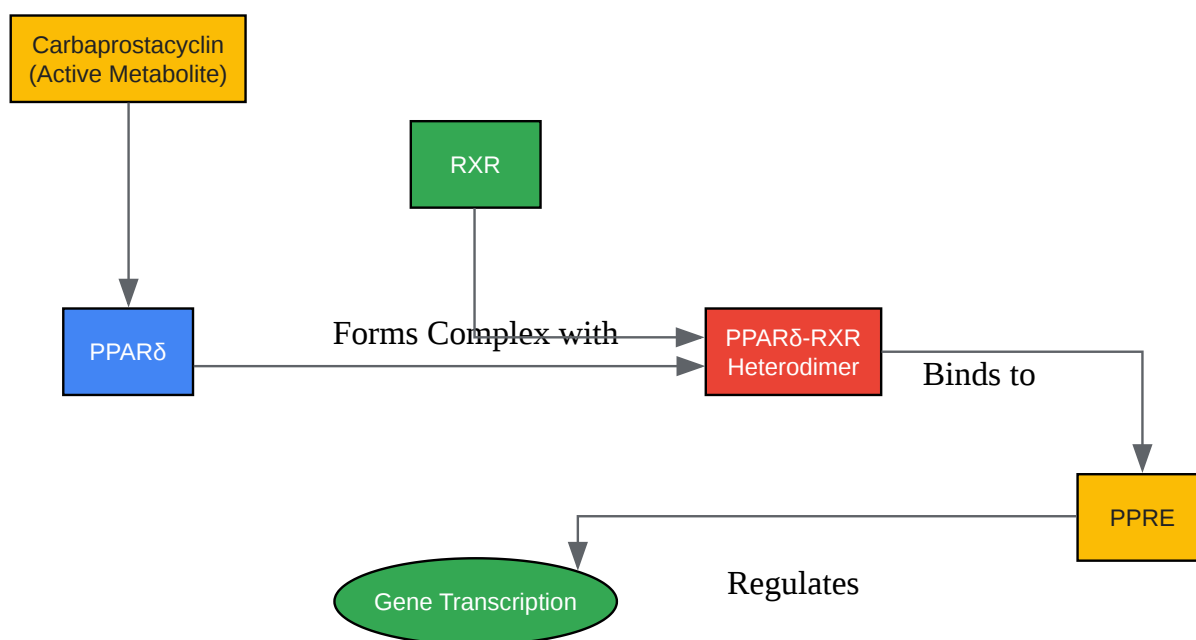 Carbaprostacyclin
(Active Metabolite)
RXR
PPARδ
Forms Complex with
PPARδ-RXR
Heterodimer
Binds to
PPRE
Regulates
Gene Transcription